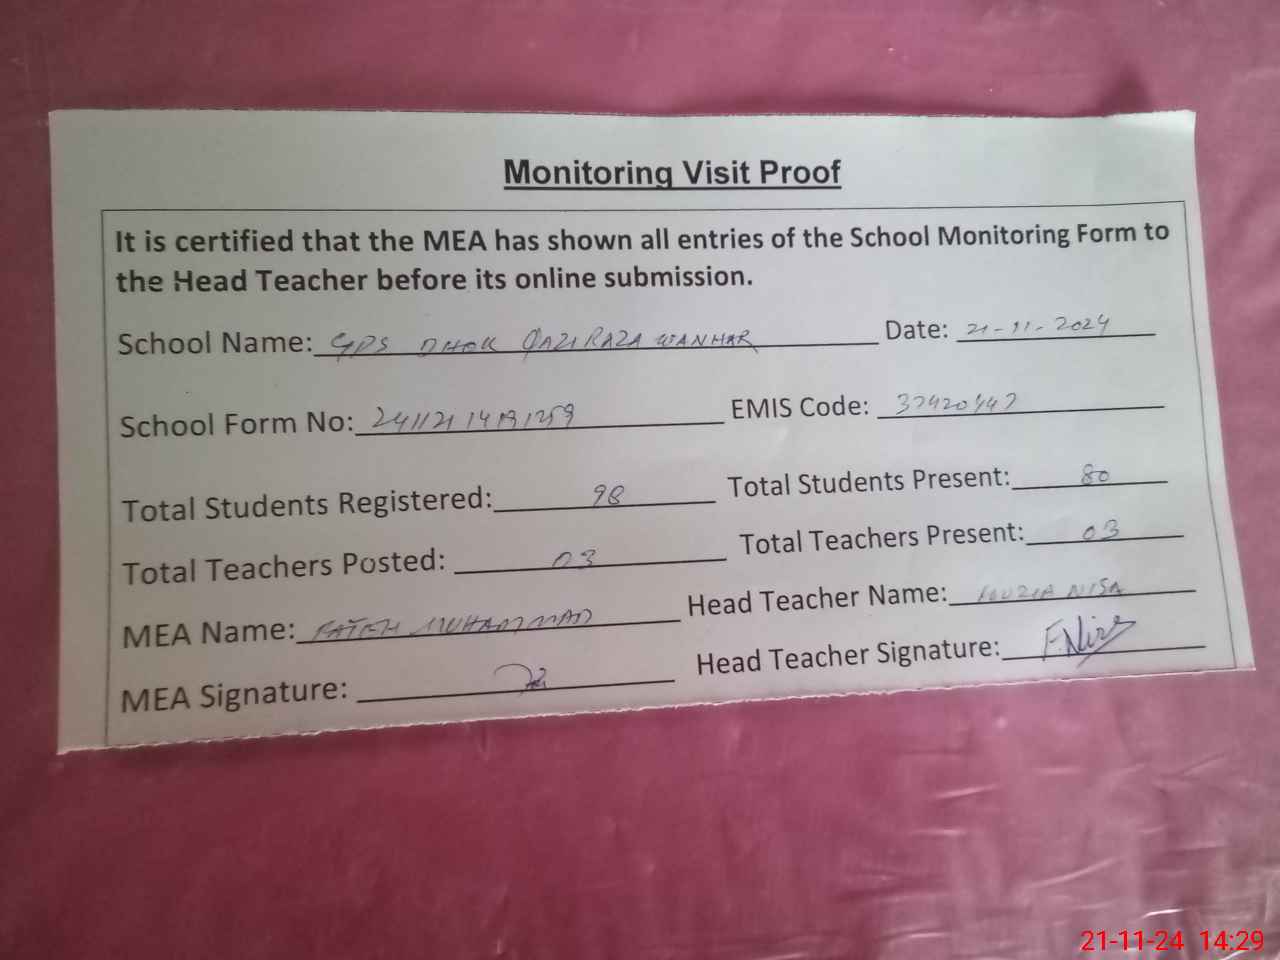 Monitoring Visit Proof
It is certified that the MEA has shown all entries of the School Monitoring Form to
the Head Teacher before its online submission.
School Name: GPS DHOK QAZI RAZA WANHAR Date: 21-11-2024
School Form No: EMIS Code: 37420447
Total Students Registered: 98 Total Students Present: 80
Total Teachers Posted: 03 Total Teachers Present: 03
MEA Name: FATEH MUHAMMAD Head Teacher Name: FOUZIA NISA
MEA Signature: Head Teacher Signature: F.Nisa
21-11-24 14:29